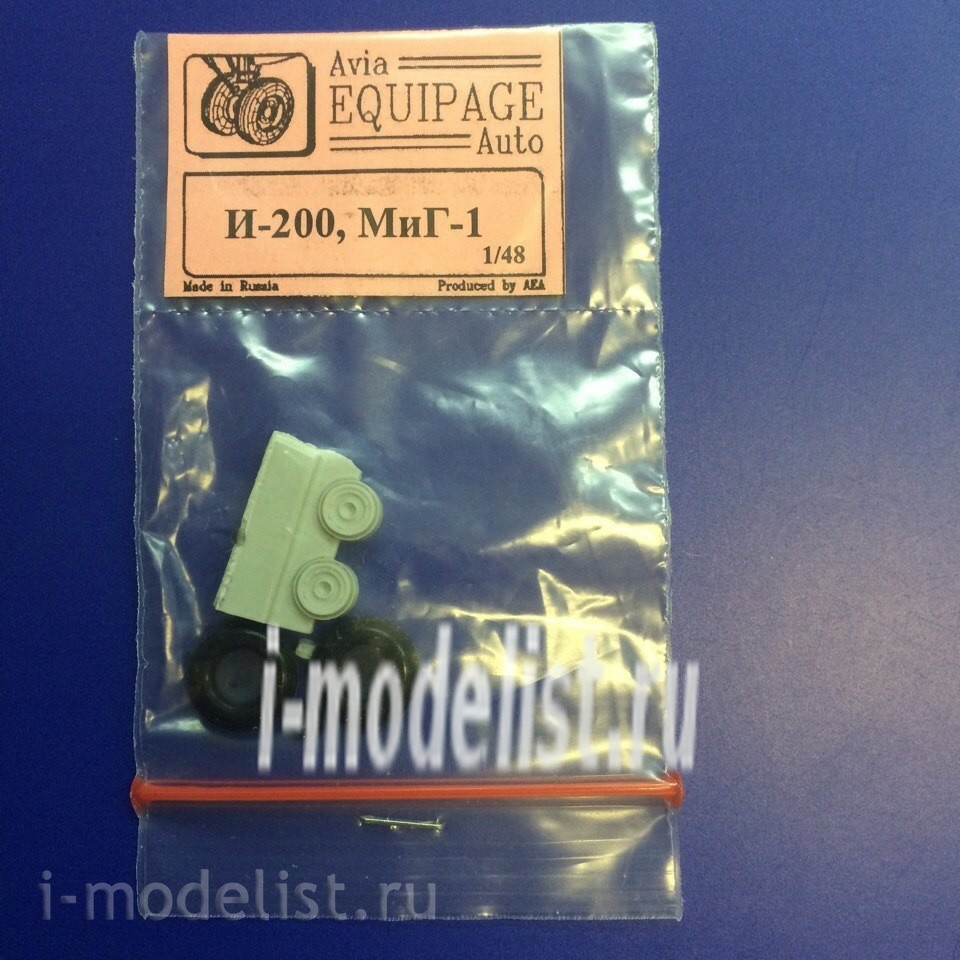 Avia
EQUIPAGE
Auto
И-200, МиГ-1
1/48
Made in Russia
Produced by AEA
i-modelist.ru
i-modelist.ru